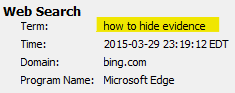 Web Search
Term: how to hide evidence
Time: 2015-03-29 23:19:12 EDT
Domain: bing.com
Program Name: Microsoft Edge